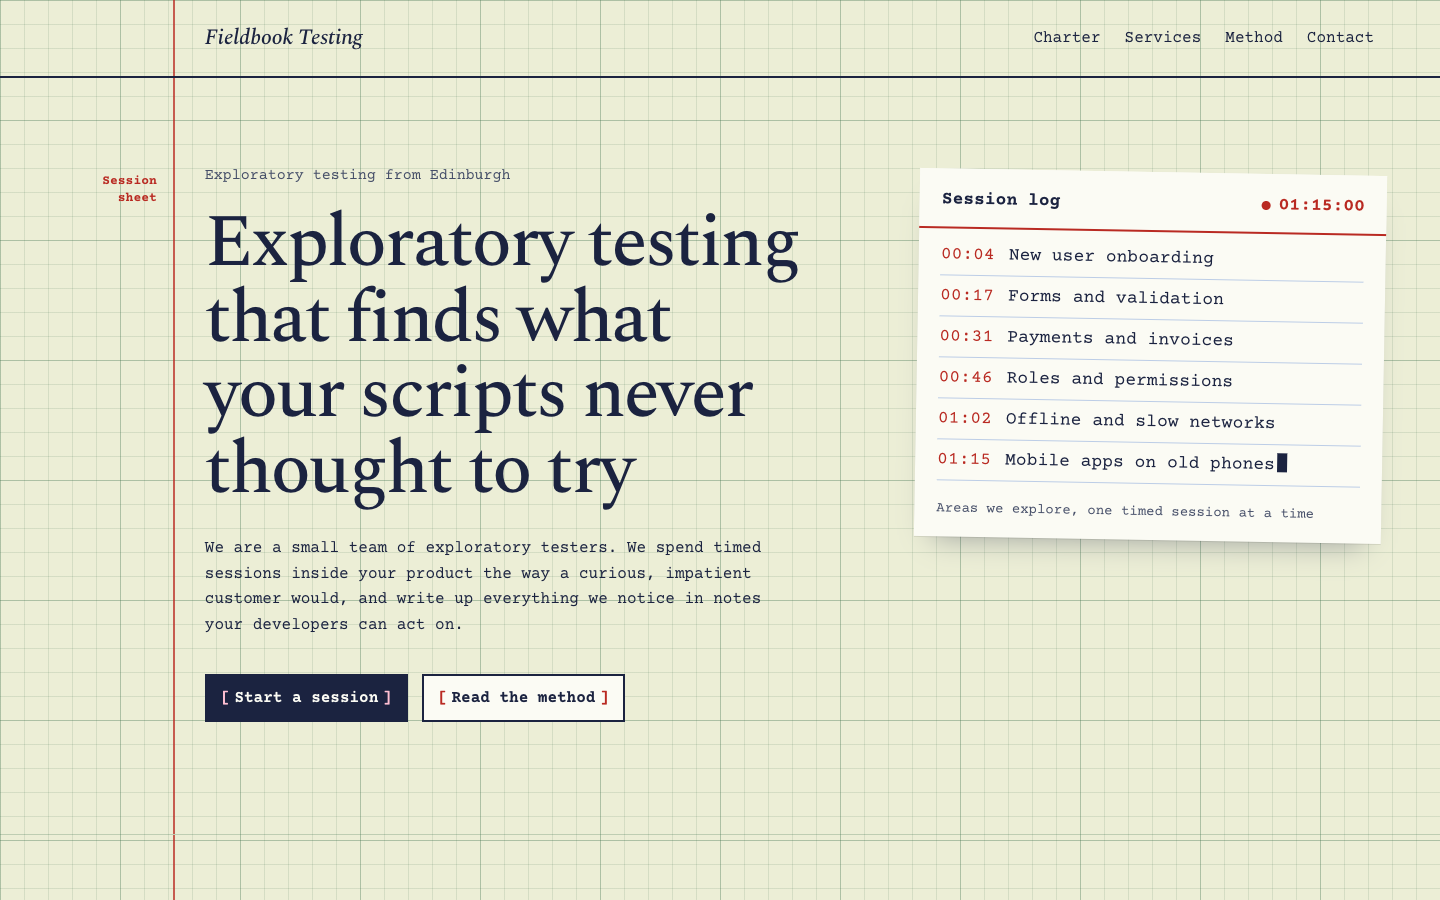 Fieldbook Testing
Charter Services Method Contact
Session
sheet
Exploratory testing from Edinburgh
Exploratory testing
that finds what
your scripts never
thought to try
We are a small team of exploratory testers. We spend timed
sessions inside your product the way a curious, impatient
customer would, and write up everything we notice in notes
your developers can act on.
[ Start a session ] [ Read the method ]
Session log ● 01:15:00
00:04 New user onboarding
00:17 Forms and validation
00:31 Payments and invoices
00:46 Roles and permissions
01:02 Offline and slow networks
01:15 Mobile apps on old phones
Areas we explore, one timed session at a time